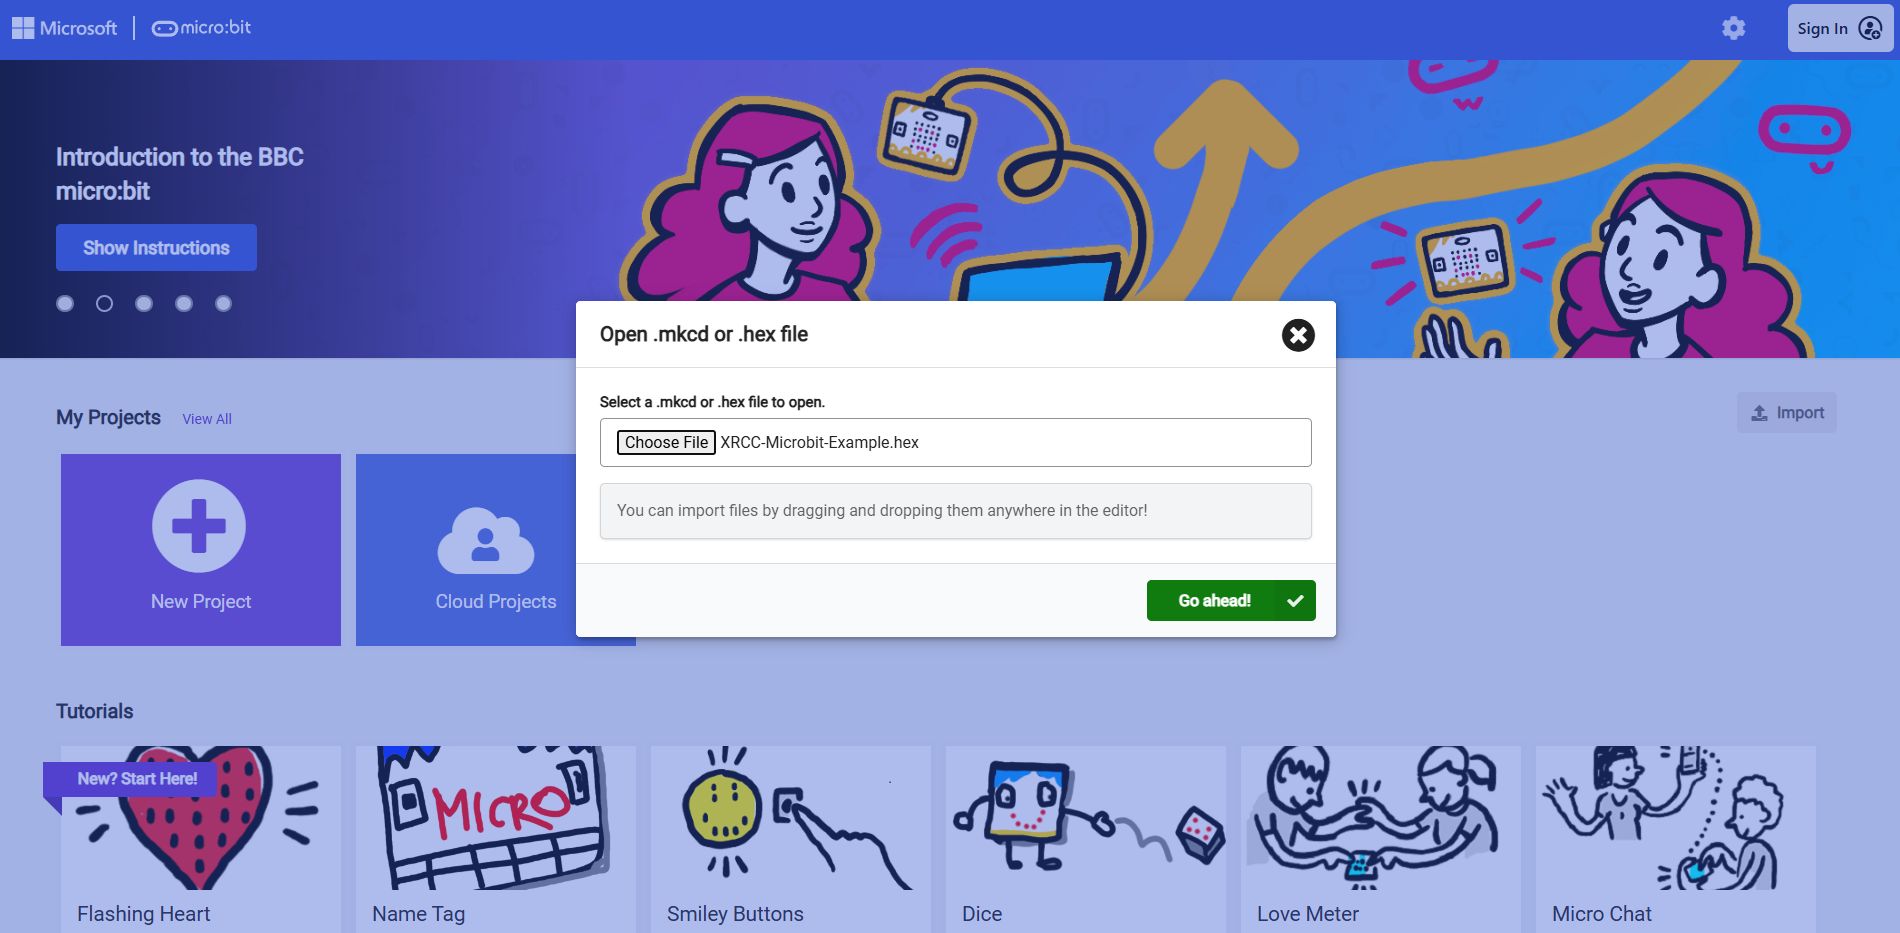 Microsoft
micro:bit
Sign In
Introduction to the BBC
micro:bit
Show Instructions
Open .mkcd or .hex file
Select a .mkcd or .hex file to open.
Choose File XRCC-Microbit-Example.hex
You can import files by dragging and dropping them anywhere in the editor!
Go ahead!
My Projects View All
Import
New Project
Cloud Projects
Tutorials
New? Start Here!
MICRO
Flashing Heart
Name Tag
Smiley Buttons
Dice
Love Meter
Micro Chat